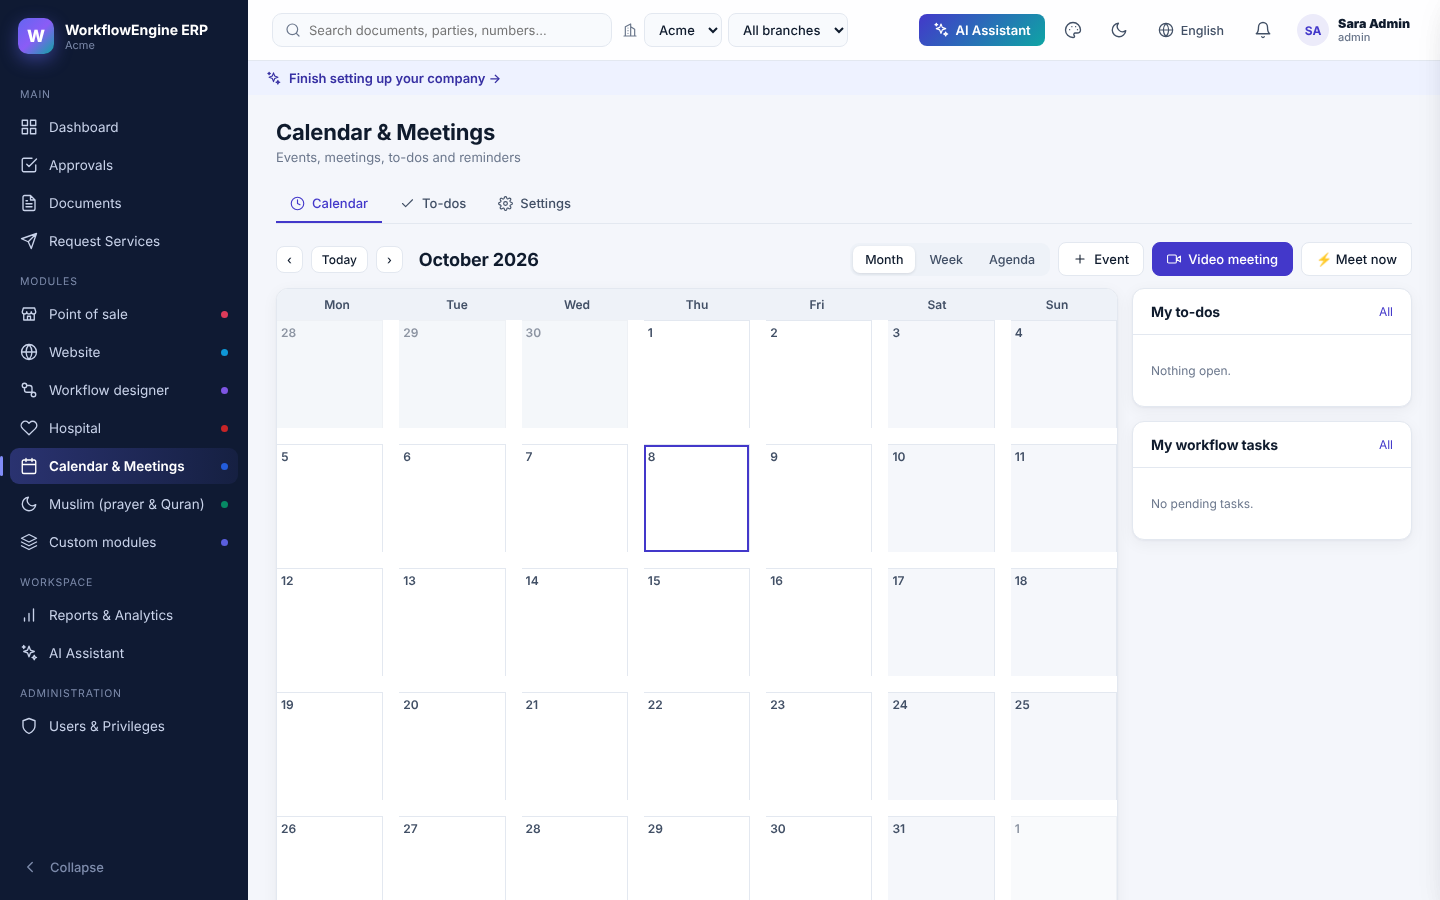 W
WorkflowEngine ERP
Acme
MAIN
Dashboard
Approvals
Documents
Request Services
MODULES
Point of sale
Website
Workflow designer
Hospital
Calendar & Meetings
Muslim (prayer & Quran)
Custom modules
WORKSPACE
Reports & Analytics
AI Assistant
ADMINISTRATION
Users & Privileges
Collapse
Search documents, parties, numbers...
Acme
All branches
AI Assistant
English
SA
Sara Admin
admin
Finish setting up your company →
Calendar & Meetings
Events, meetings, to-dos and reminders
Calendar
To-dos
Settings
‹ Today › October 2026
Month Week Agenda
+ Event
Video meeting
⚡ Meet now
Mon Tue Wed Thu Fri Sat Sun
28 29 30 1 2 3 4
5 6 7 8 9 10 11
12 13 14 15 16 17 18
19 20 21 22 23 24 25
26 27 28 29 30 31 1
My to-dos All
Nothing open.
My workflow tasks All
No pending tasks.